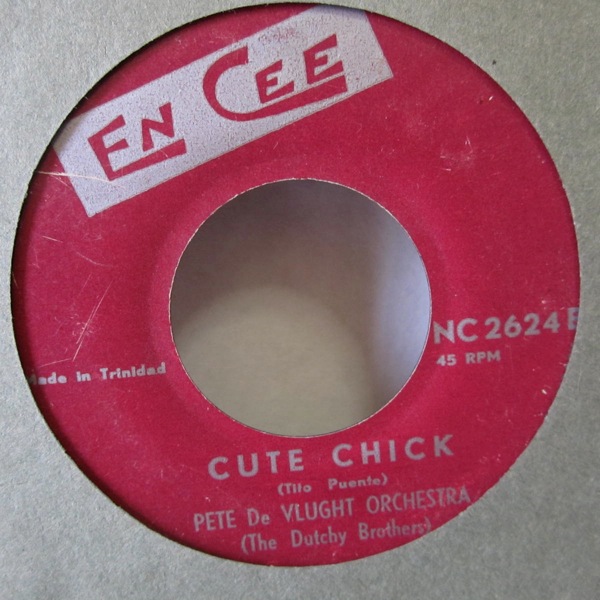 EN CEE
NC 2624 B
45 RPM
Made in Trinidad
CUTE CHICK
(Tito Puente)
PETE De VLUGHT ORCHESTRA
(The Dutchy Brothers)